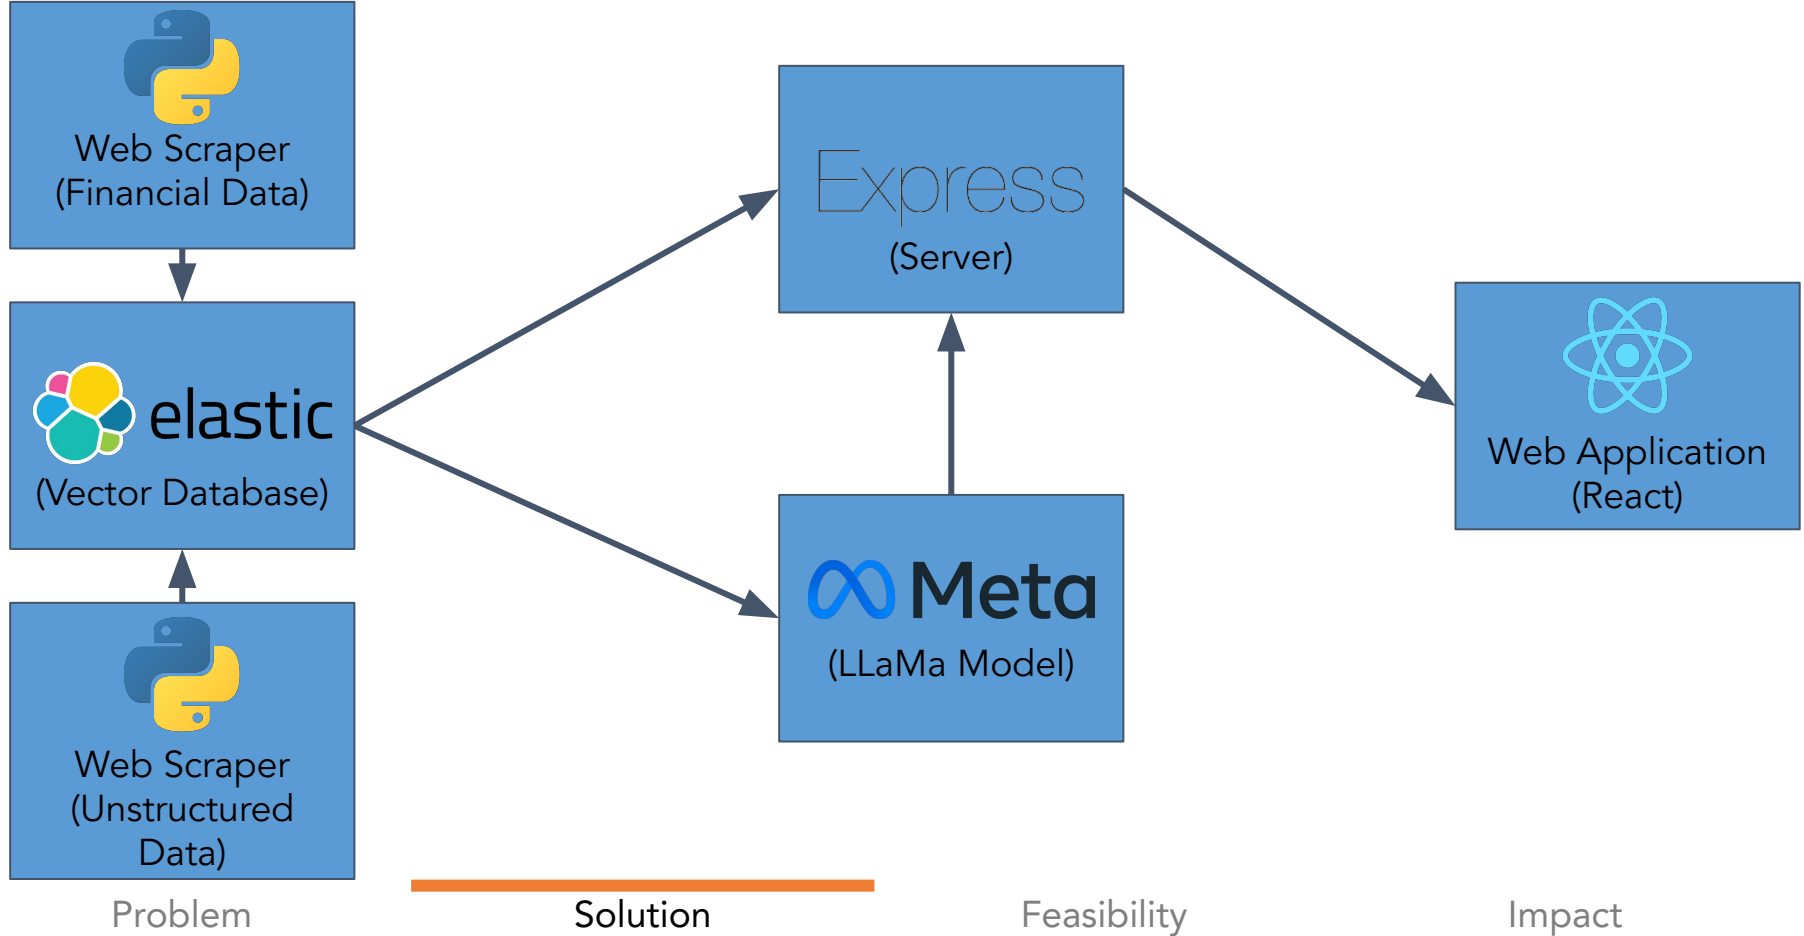 Web Scraper
(Financial Data)
elastic
(Vector Database)
Web Scraper
(Unstructured
Data)
Express
(Server)
Meta
(LLaMa Model)
Web Application
(React)
Problem
Solution
Feasibility
Impact